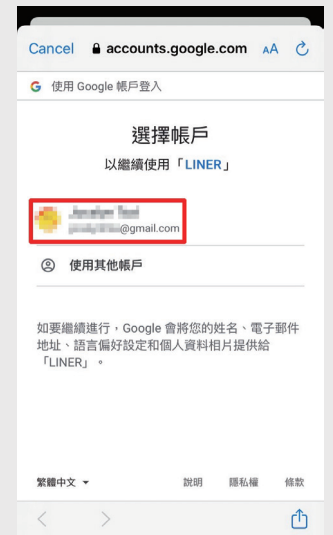 Cancel accounts.google.com AA
G 使用 Google 帳戶登入
選擇帳戶
以繼續使用「LINER」
@gmail.com
使用其他帳戶
如要繼續進行，Google 會將您的姓名、電子郵件
地址、語言偏好設定和個人資料相片提供給
「LINER」。
繁體中文 說明 隱私權 條款